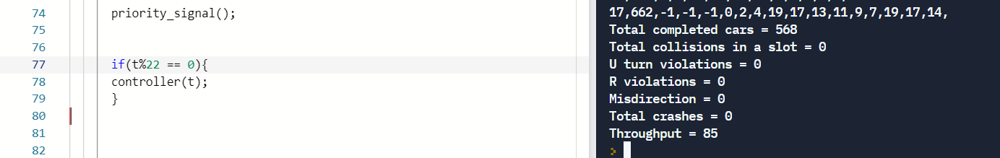 74 priority_signal();
75
76
77 if(t%22 == 0){
78 controller(t);
79 }
80
81
82
17,662,-1,-1,-1,0,2,4,19,17,13,11,9,7,19,17,14,
Total completed cars = 568
Total collisions in a slot = 0
U turn violations = 0
R violations = 0
Misdirection = 0
Total crashes = 0
Throughput = 85
>